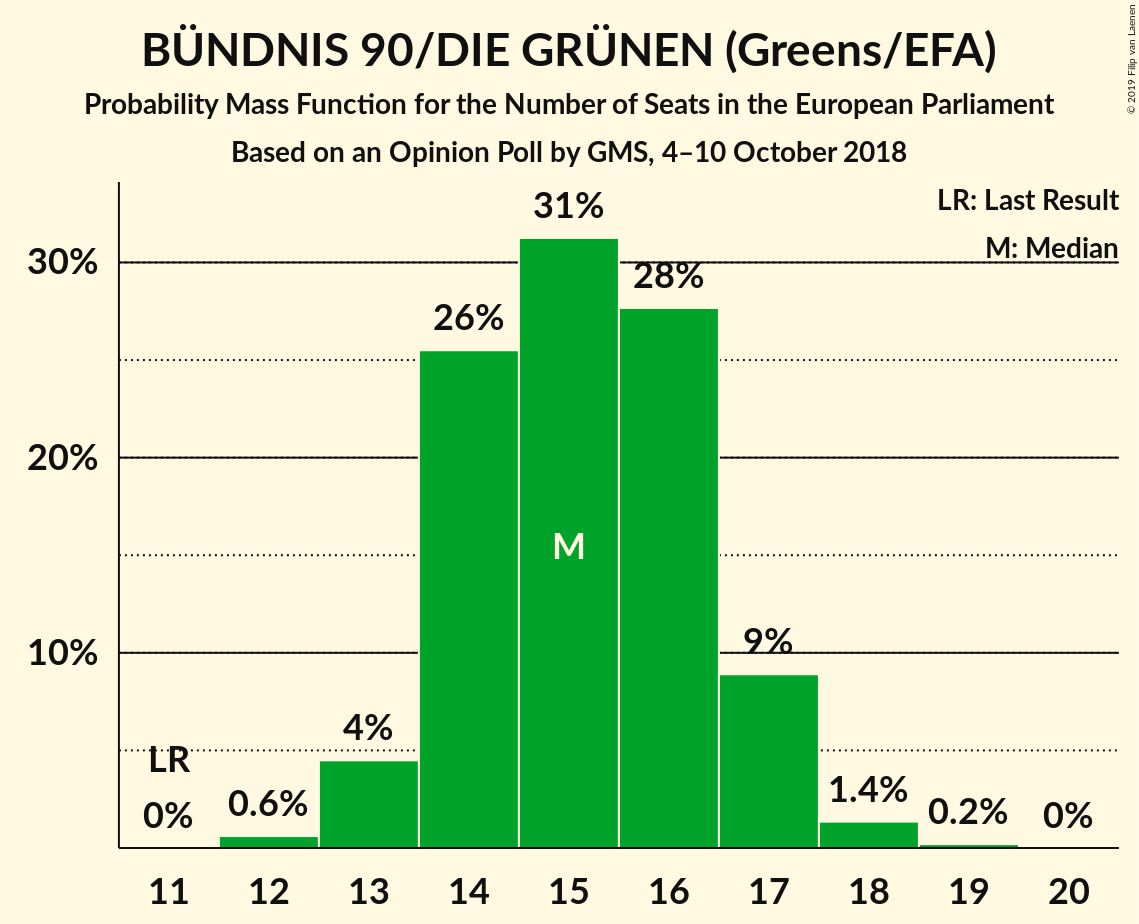 BÜNDNIS 90/DIE GRÜNEN (Greens/EFA)
Probability Mass Function for the Number of Seats in the European Parliament
Based on an Opinion Poll by GMS, 4–10 October 2018
© 2019 Filip van Laenen
LR: Last Result
M: Median
31%
30%
28%
26%
20%
M
10%
9%
4%
LR
0%
0.6%
1.4%
0.2%
0%
11 12 13 14 15 16 17 18 19 20